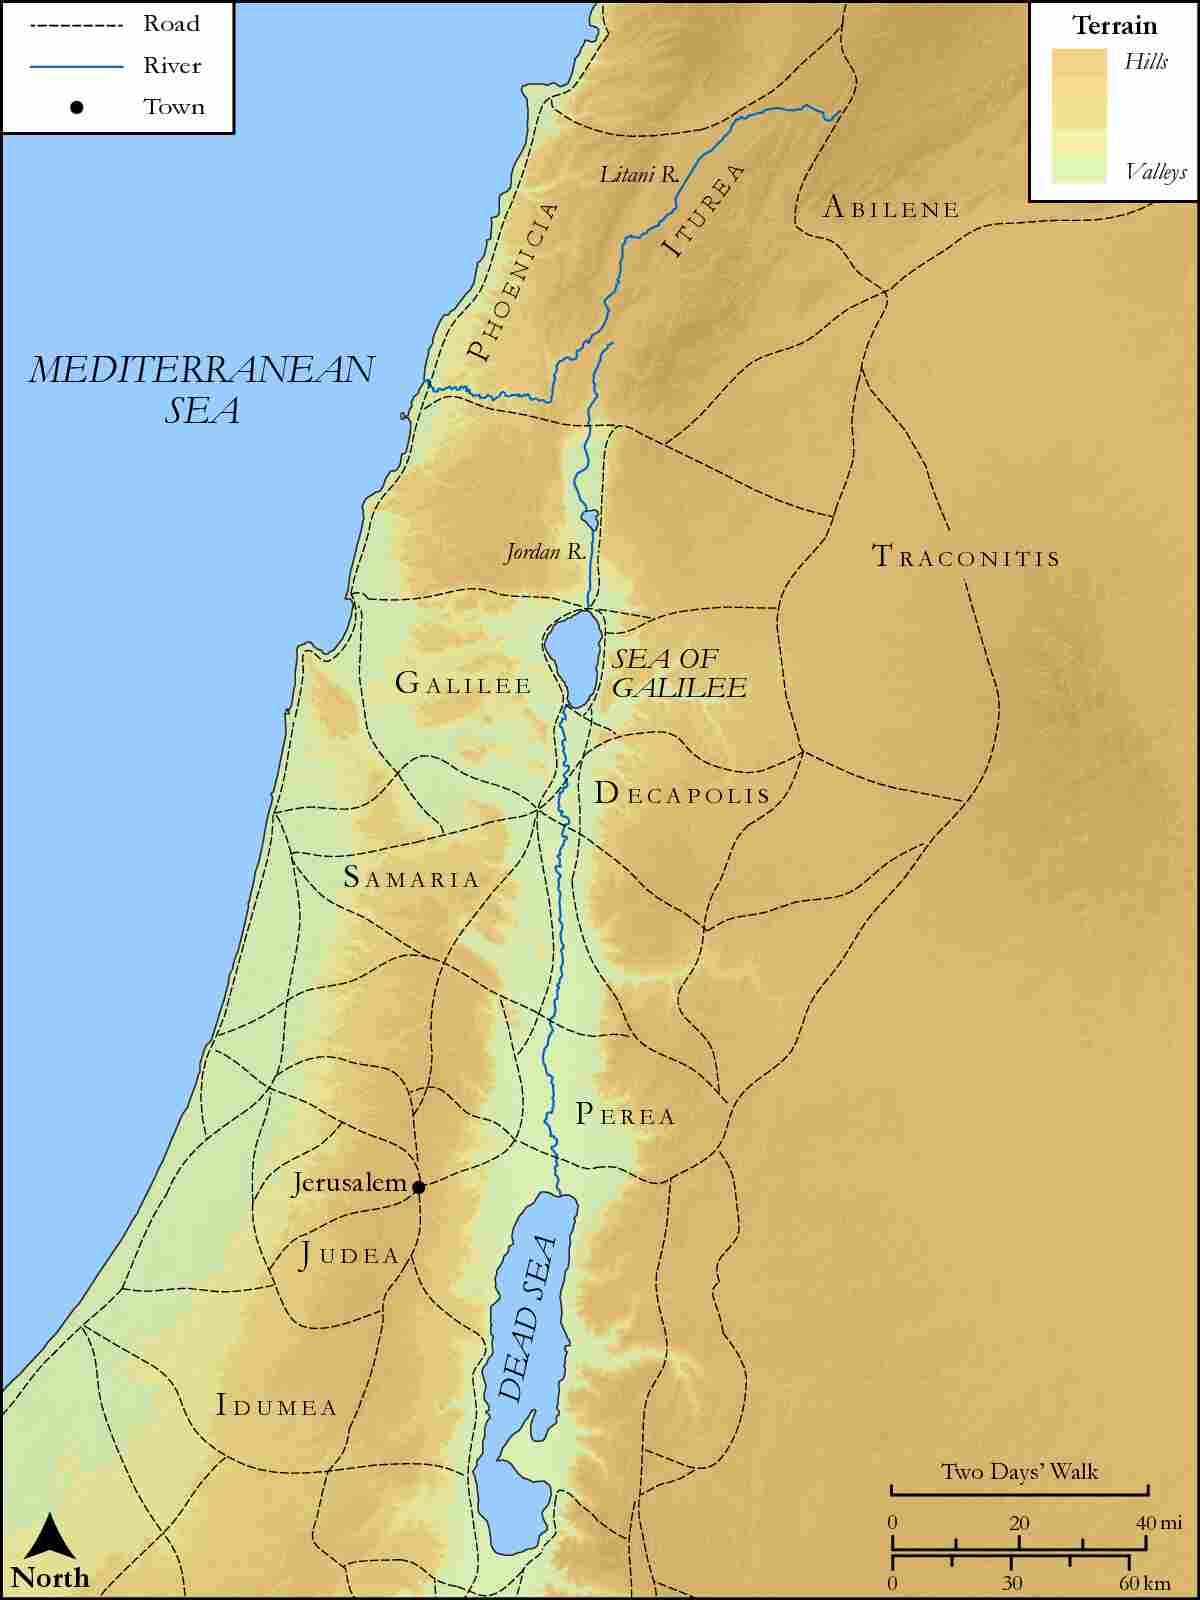 Road
River
Town
Terrain
Hills
Valleys
Litani R.
ITUREA
ABILENE
PHOENICIA
MEDITERRANEAN
SEA
Jordan R.
TRACONITIS
GALILEE
SEA OF
GALILEE
DECAPOLIS
SAMARIA
PEREA
Jerusalem
JUDEA
DEAD SEA
IDUMEA
Two Days' Walk
0 20 40 mi
0 30 60 km
North